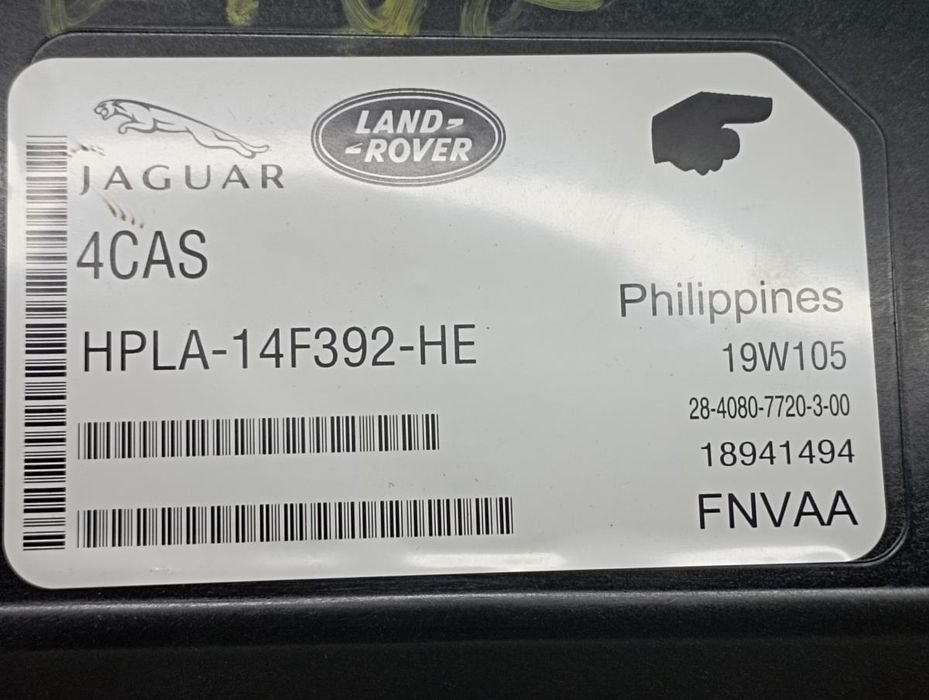 JAGUAR
LAND-
-ROVER
4CAS
HPLA-14F392-HE
Philippines
19W105
28-4080-7720-3-00
18941494
FNVAA